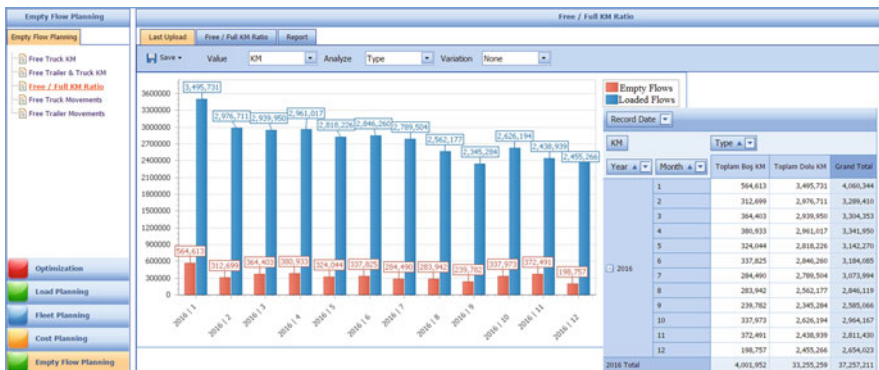 Empty Flow Planning
Free / Full KM Ratio
Empty Flow Planning
Free Truck KM
Free Trailer & Truck KM
Free / Full KM Ratio
Free Truck Movements
Free Trailer Movements
Optimization
Load Planning
Fleet Planning
Cost Planning
Empty Flow Planning
Last Upload Free / Full KM Ratio Report
Save Value KM Analyze Type Variation None
3600000
3300000
3000000
2700000
2400000
2100000
1800000
1500000
1200000
900000
600000
300000
0
3,495,731
2,976,711
2,939,950
2,961,017
2,818,226
2,846,260
2,789,504
2,562,177
2,345,284
2,626,194
2,438,939
2,455,266
564,613
312,699
364,403
380,933
324,044
337,825
284,490
283,942
239,782
337,973
372,491
198,757
2016 | 1
2016 | 2
2016 | 3
2016 | 4
2016 | 5
2016 | 6
2016 | 7
2016 | 8
2016 | 9
2016 | 10
2016 | 11
2016 | 12
Empty Flows
Loaded Flows
Record Date
KM Type
Year Month Toplam Boş KM Toplam Dolu KM Grand Total
2016
1 564,613 3,495,731 4,060,344
2 312,699 2,976,711 3,289,410
3 364,403 2,939,950 3,304,353
4 380,933 2,961,017 3,341,950
5 324,044 2,818,226 3,142,270
6 337,825 2,846,260 3,184,085
7 284,490 2,789,504 3,073,994
8 283,942 2,562,177 2,846,119
9 239,782 2,345,284 2,585,066
10 337,973 2,626,194 2,964,167
11 372,491 2,438,939 2,811,430
12 198,757 2,455,266 2,654,023
2016 Total 4,001,952 33,255,259 37,257,211